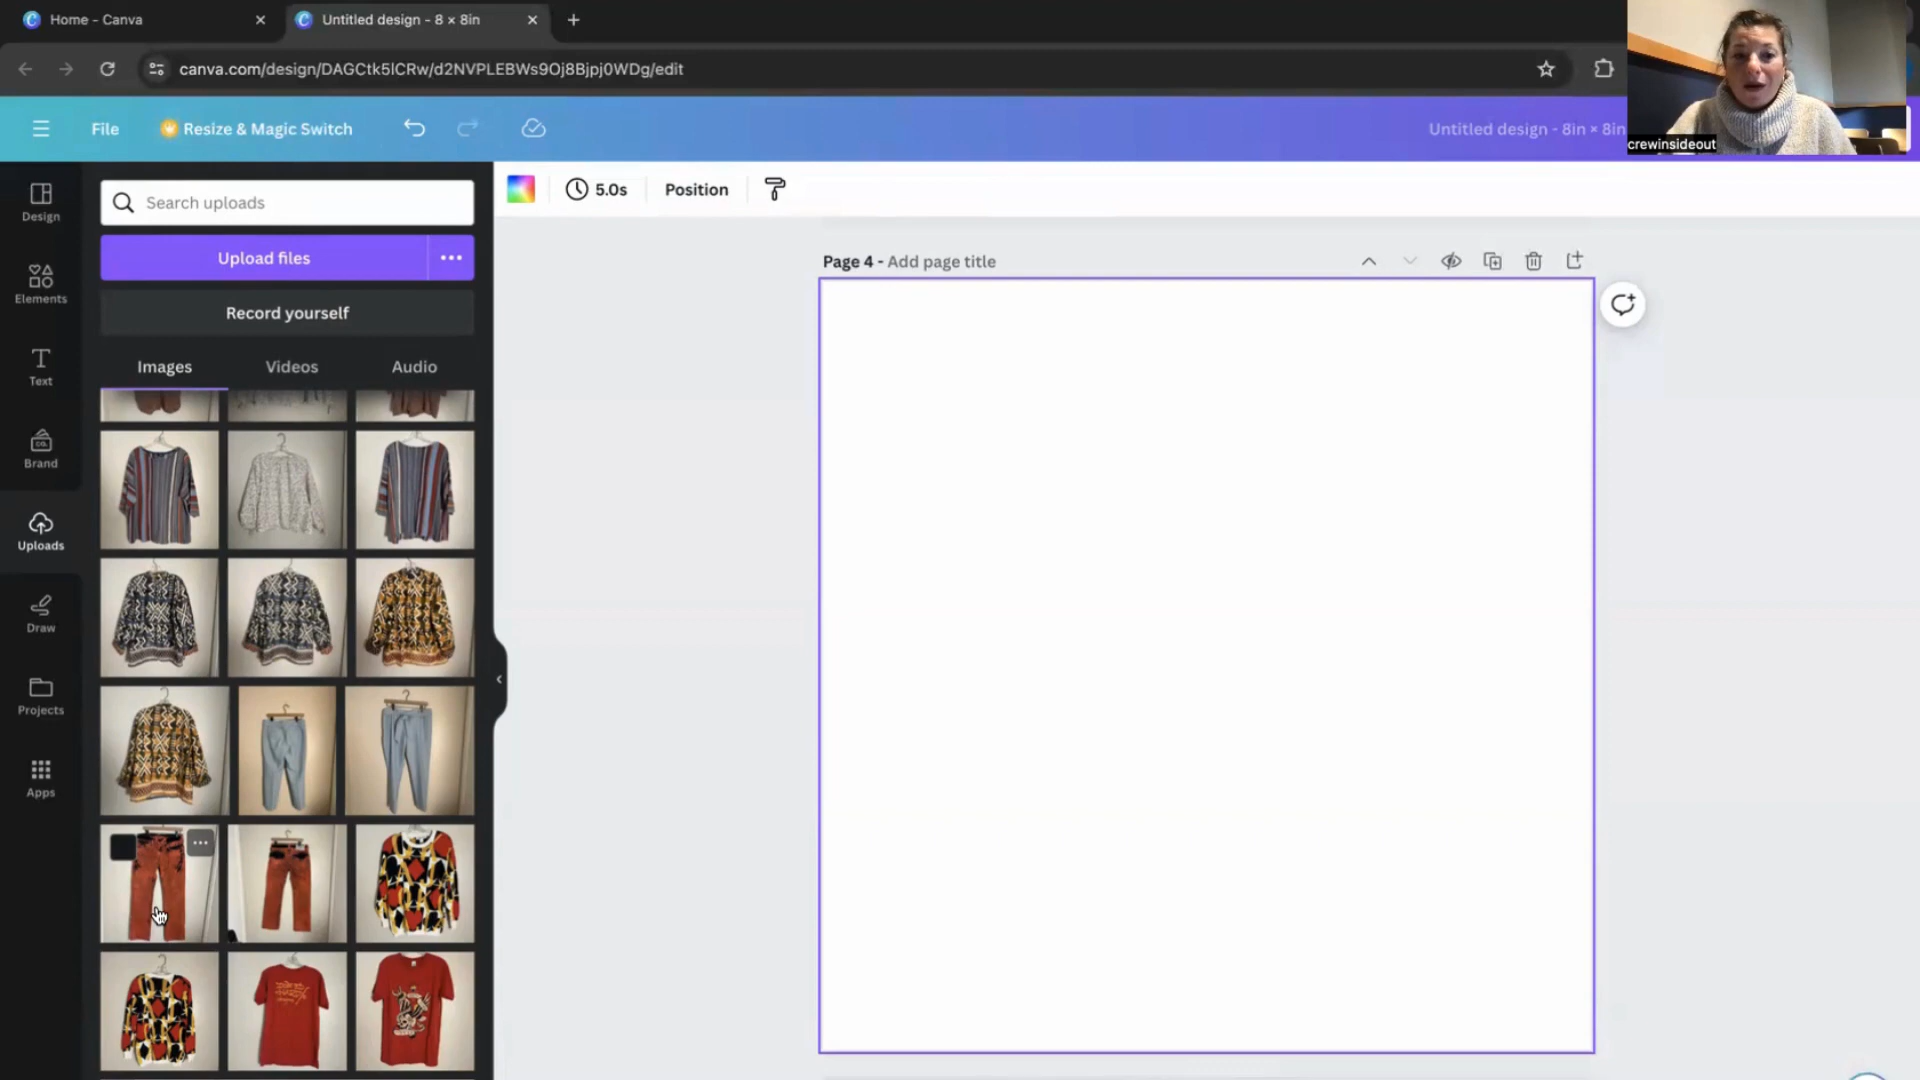 Home - Canva
Untitled design - 8 × 8in
canva.com/design/DAGCtk5lCRw/d2NVPLEBWs9Oj8Bjpj0WDg/edit
File
Resize & Magic Switch
Untitled design - 8in × 8in
crewinsideout
Design
Elements
Text
Brand
Uploads
Draw
Projects
Apps
Search uploads
Upload files
Record yourself
Images
Videos
Audio
5.0s
Position
Page 4 - Add page title